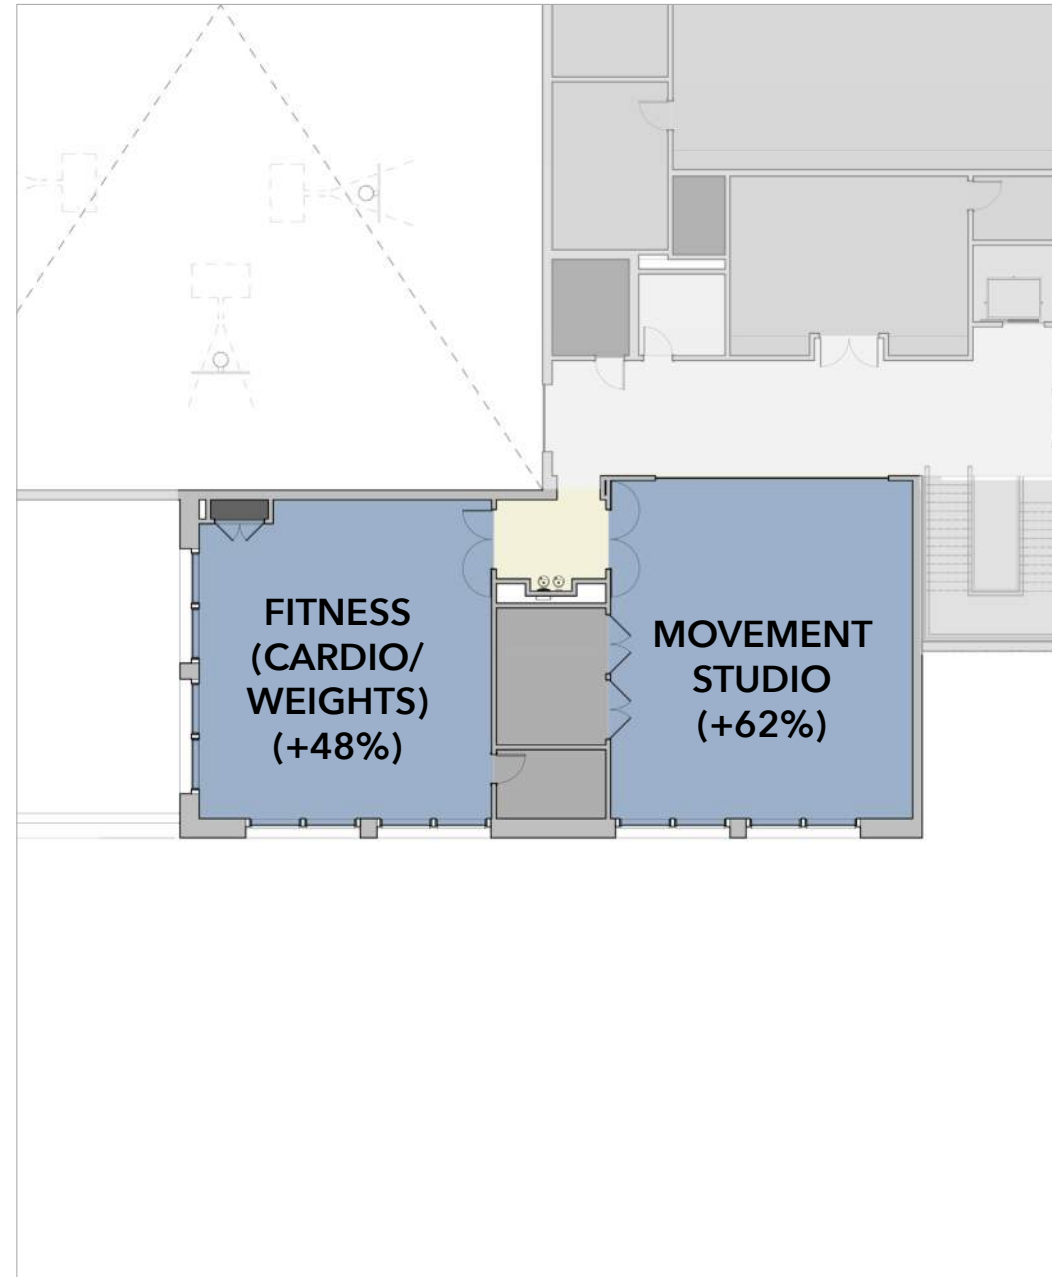 FITNESS
(CARDIO/
WEIGHTS)
(+48%)
MOVEMENT
STUDIO
(+62%)